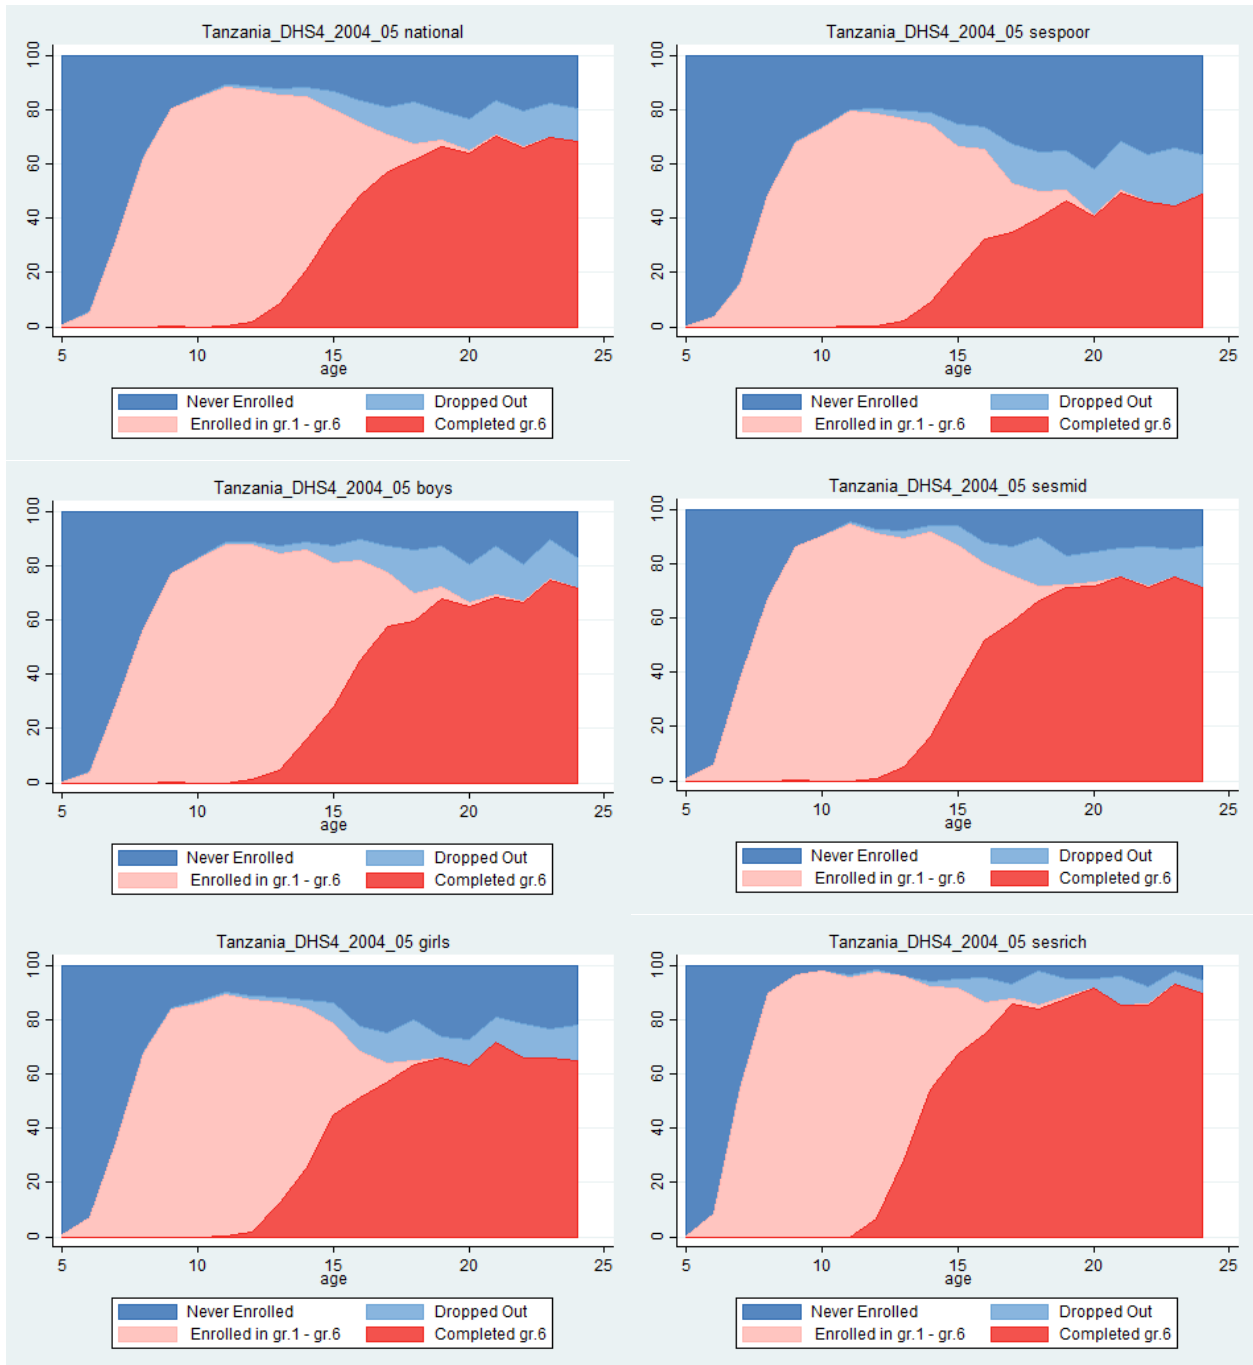 Tanzania_DHS4_2004_05 national
100
80
60
40
20
0
5 10 15 20 25
age
Never Enrolled Dropped Out
Enrolled in gr.1 - gr.6 Completed gr.6
Tanzania_DHS4_2004_05 sespoor
100
80
60
40
20
0
5 10 15 20 25
age
Never Enrolled Dropped Out
Enrolled in gr.1 - gr.6 Completed gr.6
Tanzania_DHS4_2004_05 boys
100
80
60
40
20
0
5 10 15 20 25
age
Never Enrolled Dropped Out
Enrolled in gr.1 - gr.6 Completed gr.6
Tanzania_DHS4_2004_05 sesmid
100
80
60
40
20
0
5 10 15 20 25
age
Never Enrolled Dropped Out
Enrolled in gr.1 - gr.6 Completed gr.6
Tanzania_DHS4_2004_05 girls
100
80
60
40
20
0
5 10 15 20 25
age
Never Enrolled Dropped Out
Enrolled in gr.1 - gr.6 Completed gr.6
Tanzania_DHS4_2004_05 sesrich
100
80
60
40
20
0
5 10 15 20 25
age
Never Enrolled Dropped Out
Enrolled in gr.1 - gr.6 Completed gr.6